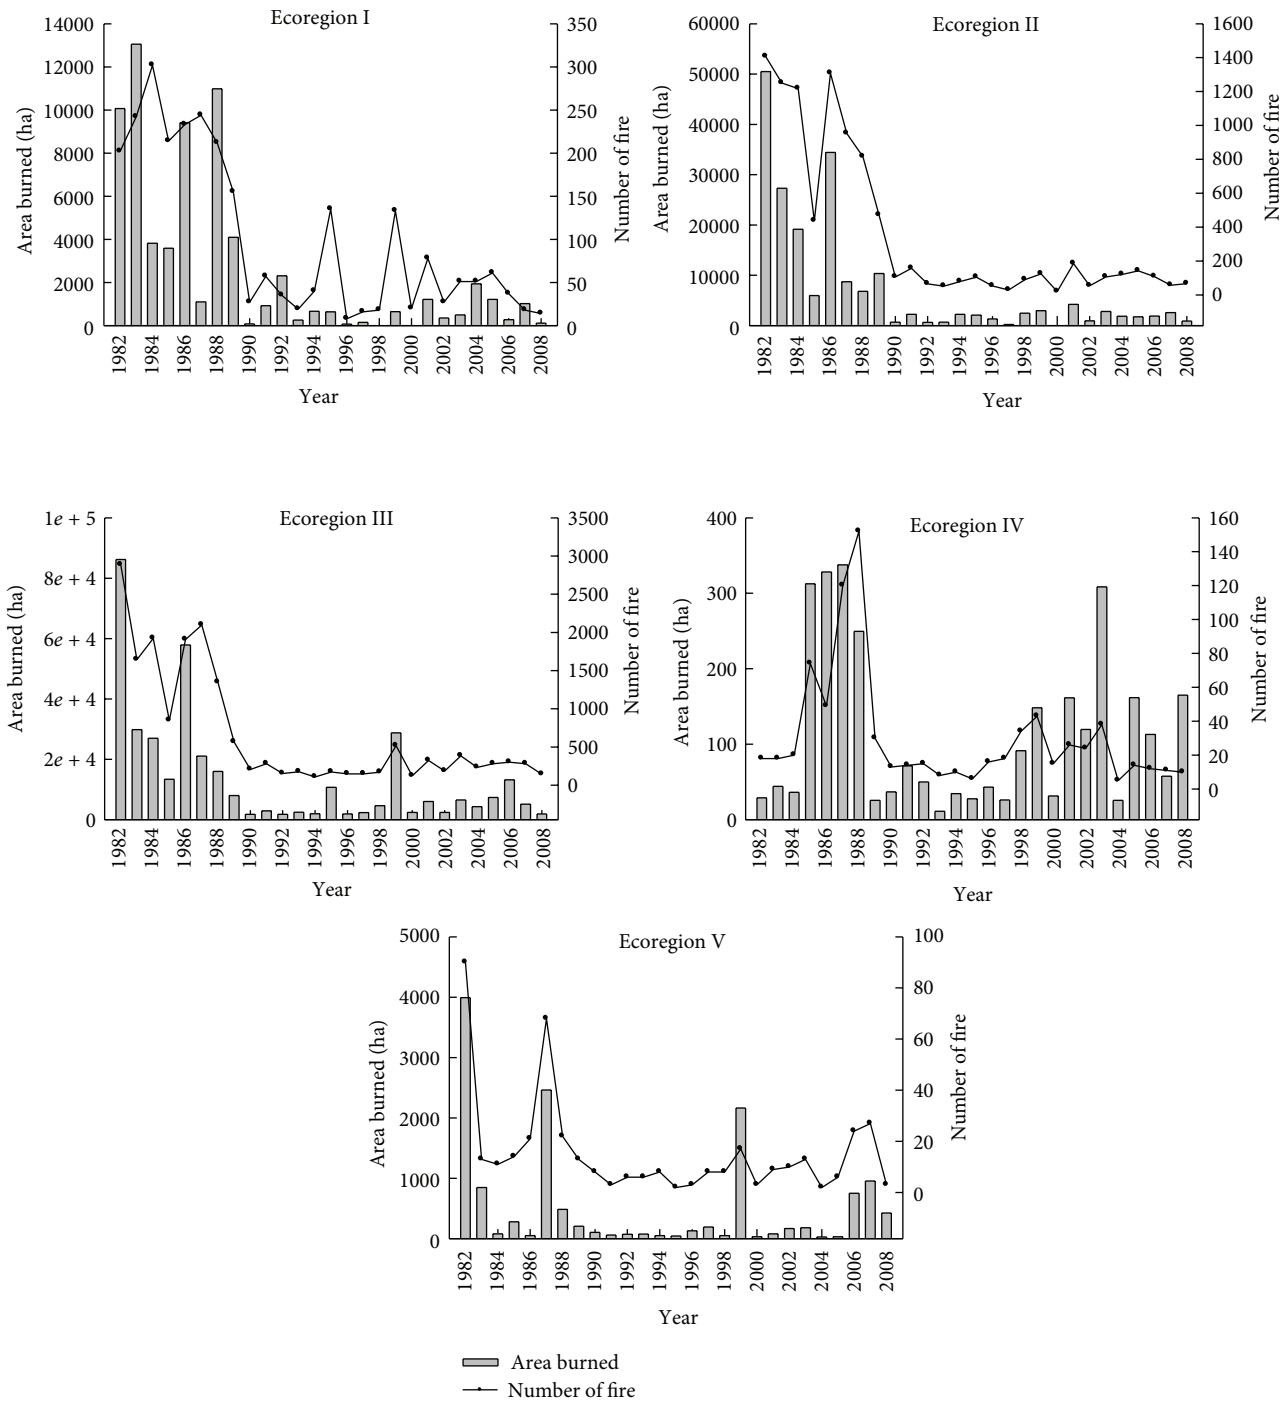 Ecoregion I
Area burned (ha)
14000
12000
10000
8000
6000
4000
2000
0
350
300
250
200
150
100
50
0
Number of fire
1982 1984 1986 1988 1990 1992 1994 1996 1998 2000 2002 2004 2006 2008
Year
Ecoregion II
Area burned (ha)
60000
50000
40000
30000
20000
10000
0
1600
1400
1200
1000
800
600
400
200
0
Number of fire
1982 1984 1986 1988 1990 1992 1994 1996 1998 2000 2002 2004 2006 2008
Year
Ecoregion III
Area burned (ha)
1e + 5
8e + 4
6e + 4
4e + 4
2e + 4
0
3500
3000
2500
2000
1500
1000
500
0
Number of fire
1982 1984 1986 1988 1990 1992 1994 1996 1998 2000 2002 2004 2006 2008
Year
Ecoregion IV
Area burned (ha)
400
300
200
100
0
160
140
120
100
80
60
40
20
0
Number of fire
1982 1984 1986 1988 1990 1992 1994 1996 1998 2000 2002 2004 2006 2008
Year
Ecoregion V
Area burned (ha)
5000
4000
3000
2000
1000
0
100
80
60
40
20
0
Number of fire
1982 1984 1986 1988 1990 1992 1994 1996 1998 2000 2002 2004 2006 2008
Year
Area burned
Number of fire